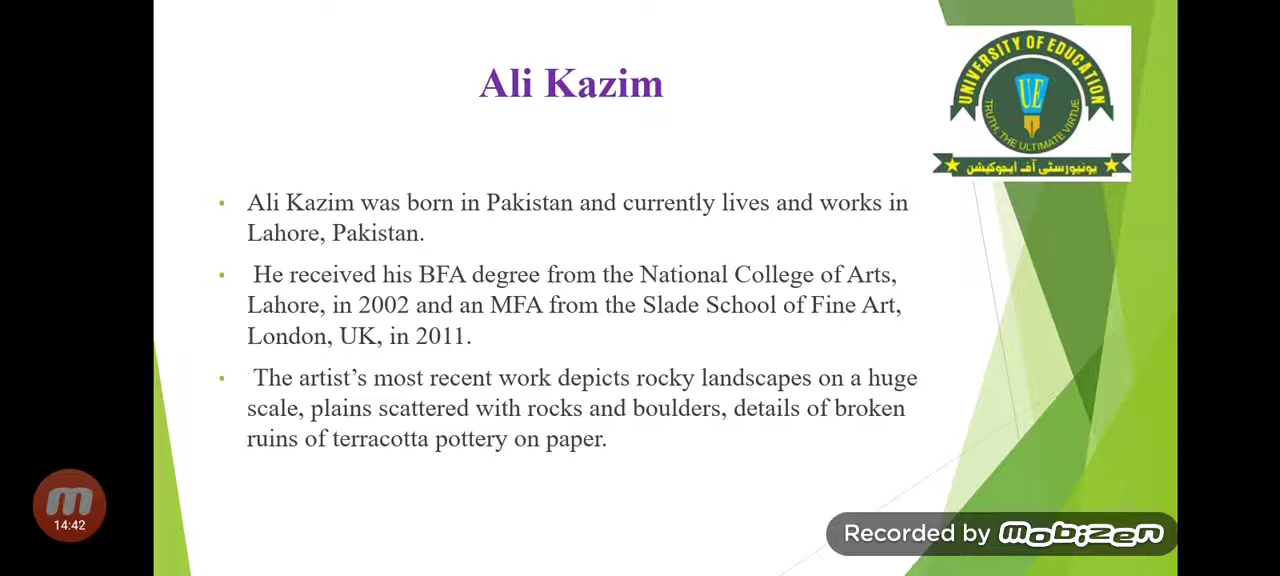 Ali Kazim
UNIVERSITY OF EDUCATION
UE
TRUTH, THE ULTIMATE VIRTUE
یونیورسٹی آف ایجوکیشن
• Ali Kazim was born in Pakistan and currently lives and works in
Lahore, Pakistan.
• He received his BFA degree from the National College of Arts,
Lahore, in 2002 and an MFA from the Slade School of Fine Art,
London, UK, in 2011.
• The artist’s most recent work depicts rocky landscapes on a huge
scale, plains scattered with rocks and boulders, details of broken
ruins of terracotta pottery on paper.
14:42
Recorded by mobizen